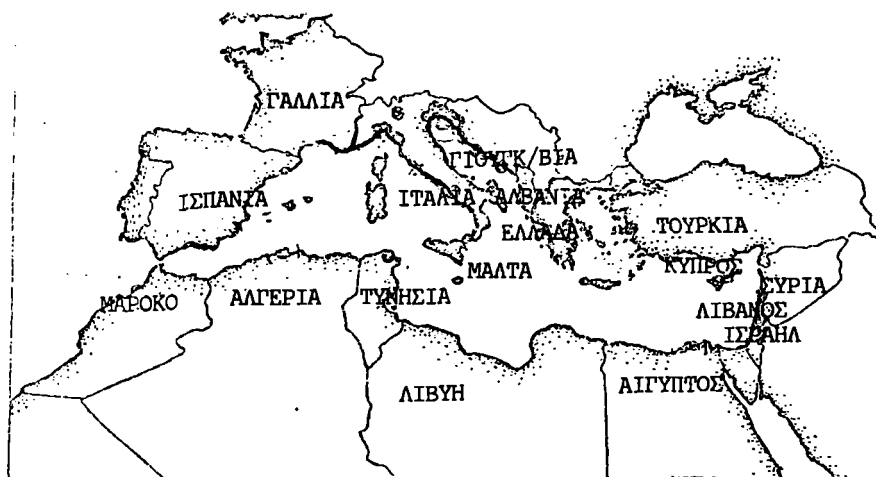 ΓΑΛΛΙΑ
ΓΙΟΥΓΚ/ΒΙΑ
ΙΣΠΑΝΙΑ
ΙΤΑΛΙΑ
ΑΛΒΑΝΙΑ
ΕΛΛΑΔΑ
ΤΟΥΡΚΙΑ
ΜΑΛΤΑ
ΚΥΠΡΟΣ
ΣΥΡΙΑ
ΜΑΡΟΚΟ
ΑΛΓΕΡΙΑ
ΤΥΝΗΣΙΑ
ΛΙΒΑΝΟΣ
ΙΣΡΑΗΛ
ΛΙΒΥΗ
ΑΙΓΥΠΤΟΣ